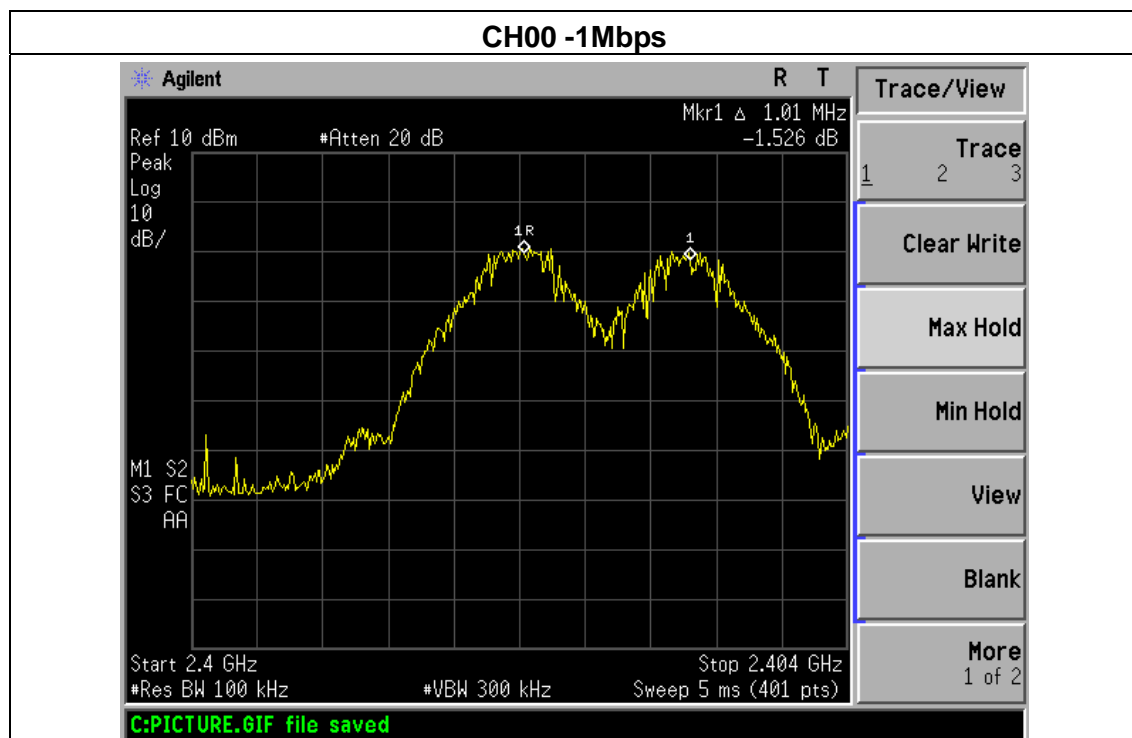 CH00 -1Mbps
Agilent R T
Trace/View
Mkr1 Δ 1.01 MHz
Ref 10 dBm #Atten 20 dB -1.526 dB
Peak
Log
10
dB/
1R
1
M1 S2
S3 FC
AA
Start 2.4 GHz Stop 2.404 GHz
#Res BW 100 kHz #VBW 300 kHz Sweep 5 ms (401 pts)
C:PICTURE.GIF file saved
Trace
1 2 3
Clear Write
Max Hold
Min Hold
View
Blank
More
1 of 2